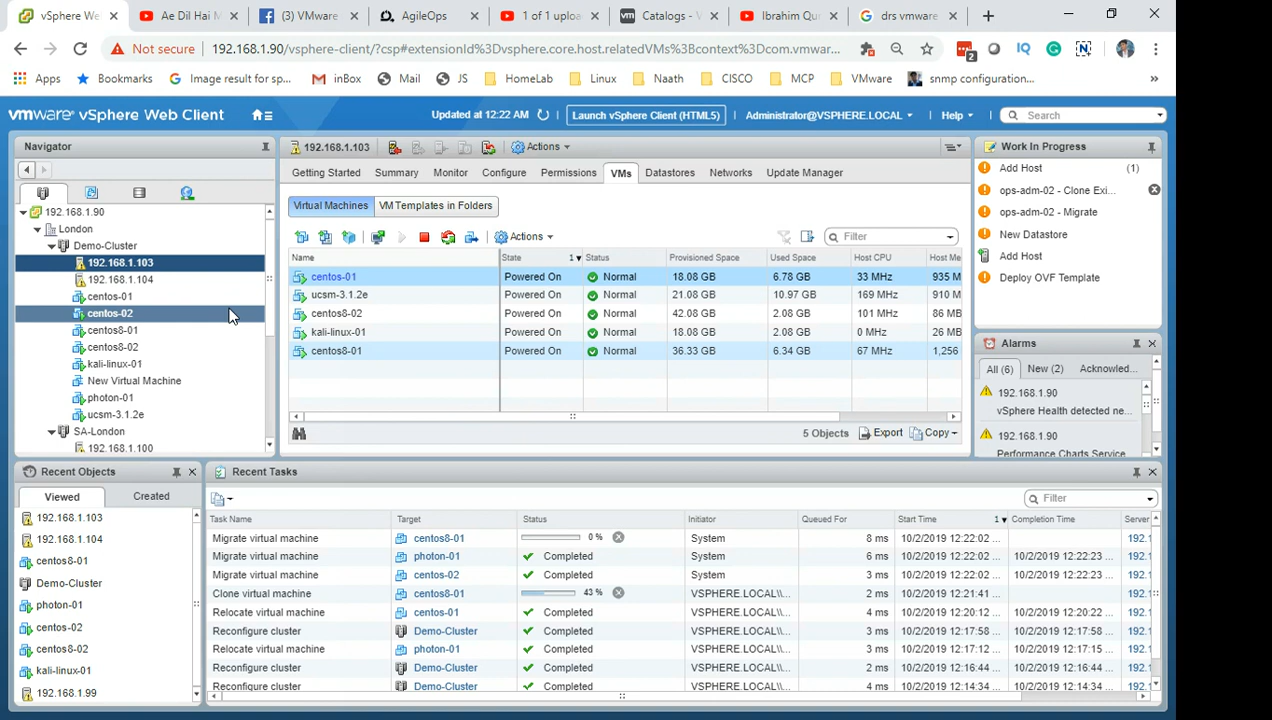 vSphere We
Ae Dil Hai M
(3) VMware
AgileOps
1 of 1 uploa
Catalogs - V
Ibrahim Qur
drs vmware
Not secure 192.168.1.90/vsphere-client/?csp#extensionId%3Dvsphere.core.host.relatedVMs%3Bcontext%3Dcom.vmwar...
Apps Bookmarks Image result for sp... inBox Mail JS HomeLab Linux Naath CISCO MCP VMware snmp configuration...
vmware vSphere Web Client Updated at 12:22 AM Launch vSphere Client (HTML5) Administrator@VSPHERE.LOCAL Help Search
Navigator
192.168.1.90
London
Demo-Cluster
192.168.1.103
192.168.1.104
centos-01
centos-02
centos8-01
centos8-02
kali-linux-01
New Virtual Machine
photon-01
ucsm-3.1.2e
SA-London
192.168.1.100
192.168.1.103 Actions
Getting Started Summary Monitor Configure Permissions VMs Datastores Networks Update Manager
Virtual Machines VM Templates in Folders
Actions Filter
Name State 1 Status Provisioned Space Used Space Host CPU Host Me
centos-01 Powered On Normal 18.08 GB 6.78 GB 33 MHz 935 M
ucsm-3.1.2e Powered On Normal 21.08 GB 10.97 GB 169 MHz 910 M
centos8-02 Powered On Normal 42.08 GB 2.08 GB 101 MHz 86 MB
kali-linux-01 Powered On Normal 18.08 GB 2.08 GB 0 MHz 26 MB
centos8-01 Powered On Normal 36.33 GB 6.34 GB 67 MHz 1,256
5 Objects Export Copy
Work In Progress
Add Host (1)
ops-adm-02 - Clone Exi...
ops-adm-02 - Migrate
New Datastore
Add Host
Deploy OVF Template
Alarms
All (6) New (2) Acknowled...
192.168.1.90
vSphere Health detected ne...
192.168.1.90
Performance Charts Service
Recent Objects
Viewed Created
192.168.1.103
192.168.1.104
centos8-01
Demo-Cluster
photon-01
centos-02
centos8-02
kali-linux-01
192.168.1.99
Recent Tasks
Filter
Task Name Target Status Initiator Queued For Start Time 1 Completion Time Server
Migrate virtual machine centos8-01 0 % System 8 ms 10/2/2019 12:22:02 ... 192.1
Migrate virtual machine photon-01 Completed System 6 ms 10/2/2019 12:22:02 ... 10/2/2019 12:22:23 ... 192.1
Migrate virtual machine centos-02 Completed System 3 ms 10/2/2019 12:22:02 ... 10/2/2019 12:22:23 ... 192.1
Clone virtual machine centos8-01 43 % VSPHERE.LOCAL\\... 2 ms 10/2/2019 12:21:41 ... 192.1
Relocate virtual machine centos-01 Completed VSPHERE.LOCAL\\... 4 ms 10/2/2019 12:20:12 ... 10/2/2019 12:20:22 ... 192.1
Reconfigure cluster Demo-Cluster Completed VSPHERE.LOCAL\\... 3 ms 10/2/2019 12:17:58 ... 10/2/2019 12:17:58 ... 192.1
Relocate virtual machine photon-01 Completed VSPHERE.LOCAL\\... 3 ms 10/2/2019 12:17:12 ... 10/2/2019 12:17:15 ... 192.1
Reconfigure cluster Demo-Cluster Completed VSPHERE.LOCAL\\... 2 ms 10/2/2019 12:16:44 ... 10/2/2019 12:16:44 ... 192.1
Reconfigure cluster Demo-Cluster Completed VSPHERE.LOCAL\\... 4 ms 10/2/2019 12:14:34 ... 10/2/2019 12:14:34 ... 192.1